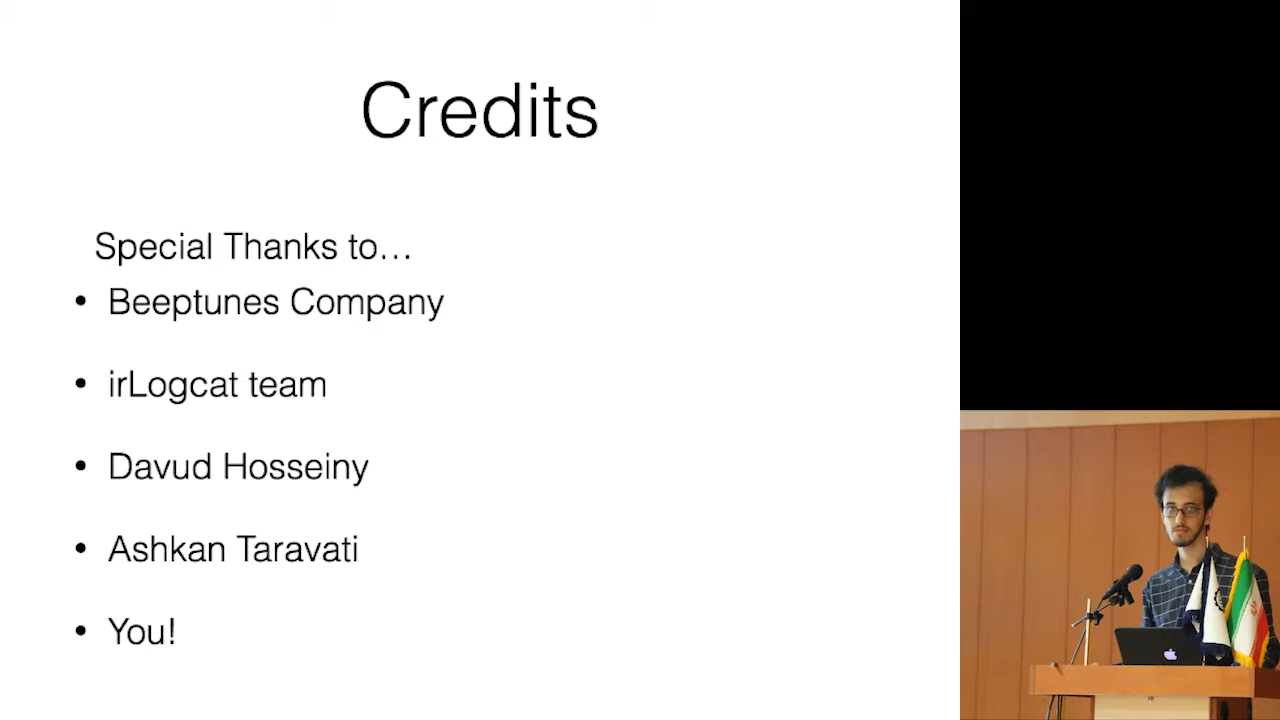 Credits
Special Thanks to…
• Beeptunes Company
• irLogcat team
• Davud Hosseiny
• Ashkan Taravati
• You!